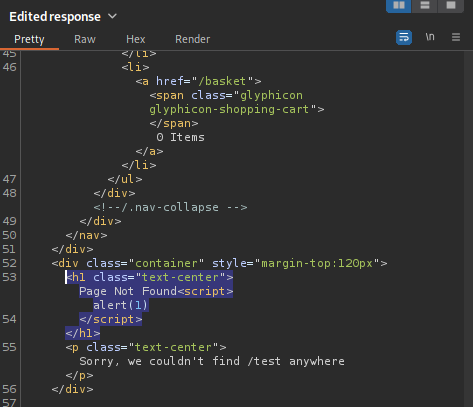 Edited response
Pretty Raw Hex Render \n
45 </li>
46 <li>
<a href="/basket">
<span class="glyphicon
glyphicon-shopping-cart">
</span>
0 Items
</a>
</li>
47 </ul>
48 </div>
<!--/.nav-collapse -->
49 </div>
50 </nav>
51 </div>
52 <div class="container" style="margin-top:120px">
53 <h1 class="text-center">
Page Not Found<script>
alert(1)
54 </script>
</h1>
55 <p class="text-center">
Sorry, we couldn't find /test anywhere
</p>
56 </div>
57